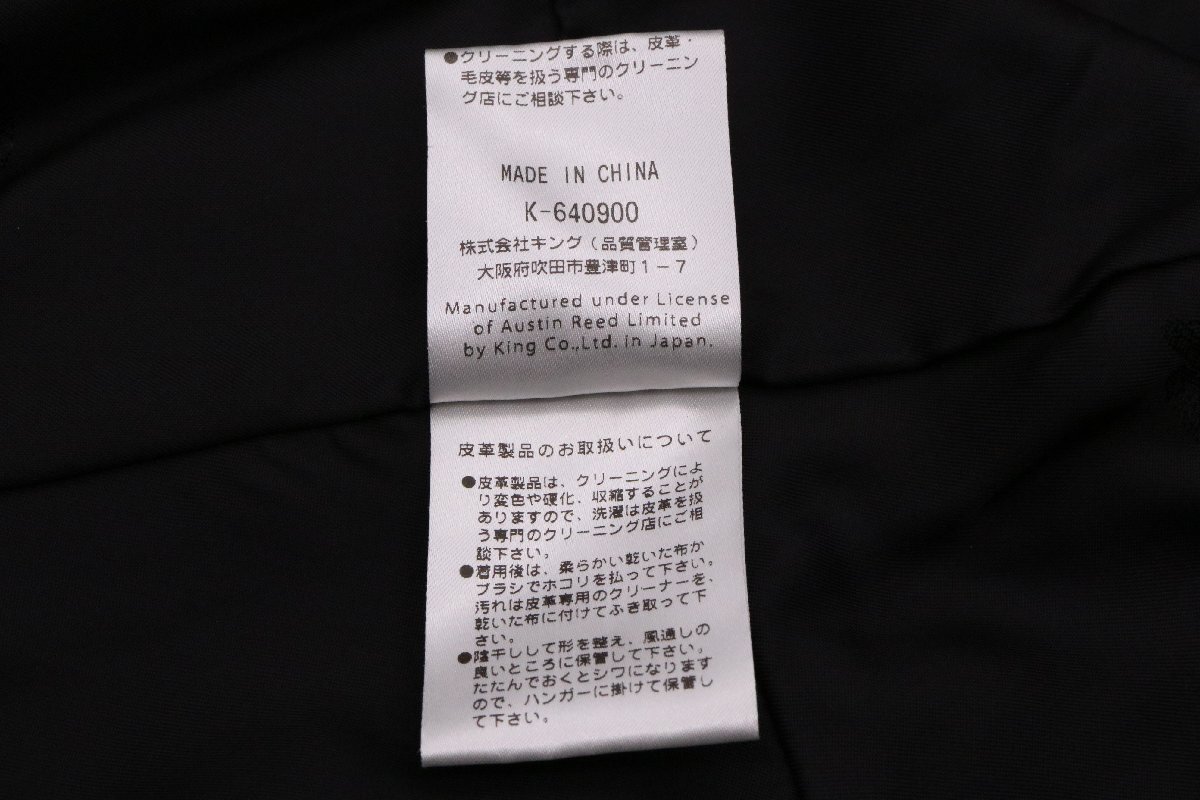 ●クリーニングする際は、皮革・
毛皮等を扱う専門のクリーニン
グ店にご相談下さい。
MADE IN CHINA
K-640900
株式会社キング(品質管理室)
大阪府吹田市豊津町1-7
Manufactured under License
of Austin Reed Limited
by King Co.,Ltd. in Japan.
皮革製品のお取扱いについて
●皮革製品は、クリーニングによ
り変色や硬化、収縮することが
ありますので、洗濯は皮革を扱
う専門のクリーニング店にご相
談下さい。
●着用後は、柔らかい乾いた布か
ブラシでホコリを払って下さい。
汚れは皮革専用のクリーナーを、
乾いた布に付けてふき取って下
さい。
●陰干しして形を整え、風通しの
良いところに保管して下さい。
たたんでおくとシワになります
ので、ハンガーに掛けて保管し
て下さい。